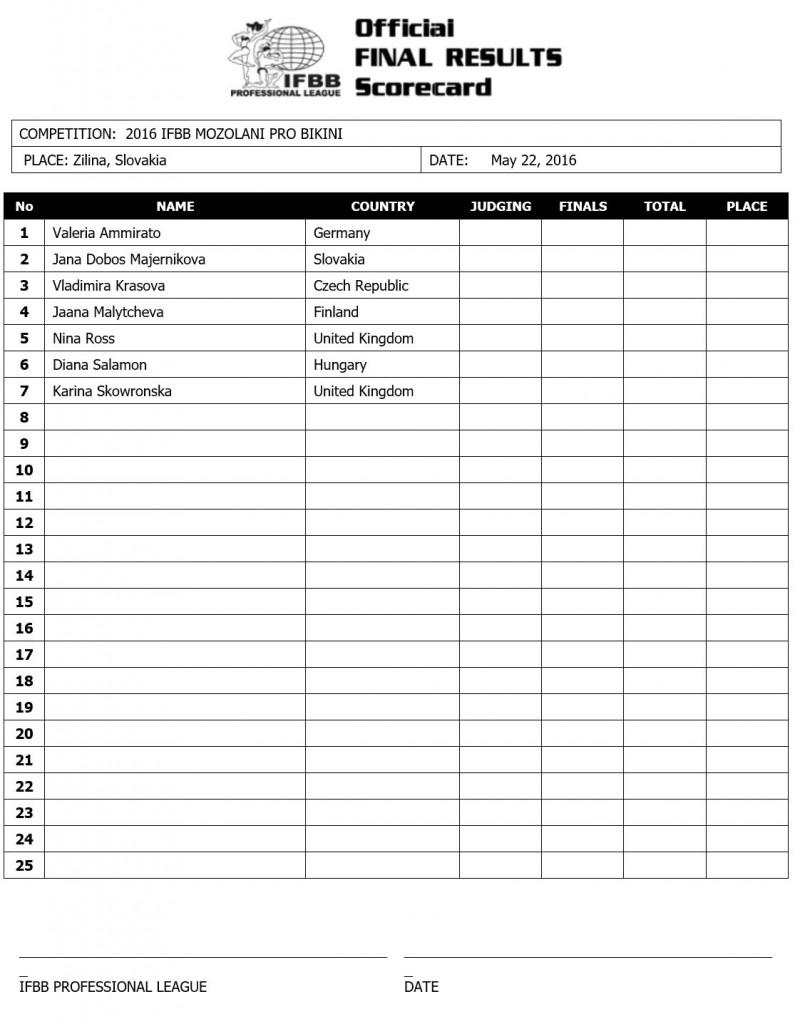 Official
FINAL RESULTS
Scorecard
IFBB
PROFESSIONAL LEAGUE
COMPETITION: 2016 IFBB MOZOLANI PRO BIKINI
PLACE: Zilina, Slovakia DATE: May 22, 2016
No NAME COUNTRY JUDGING FINALS TOTAL PLACE
1 Valeria Ammirato Germany
2 Jana Dobos Majernikova Slovakia
3 Vladimira Krasova Czech Republic
4 Jaana Malytcheva Finland
5 Nina Ross United Kingdom
6 Diana Salamon Hungary
7 Karina Skowronska United Kingdom
8
9
10
11
12
13
14
15
16
17
18
19
20
21
22
23
24
25
IFBB PROFESSIONAL LEAGUE DATE